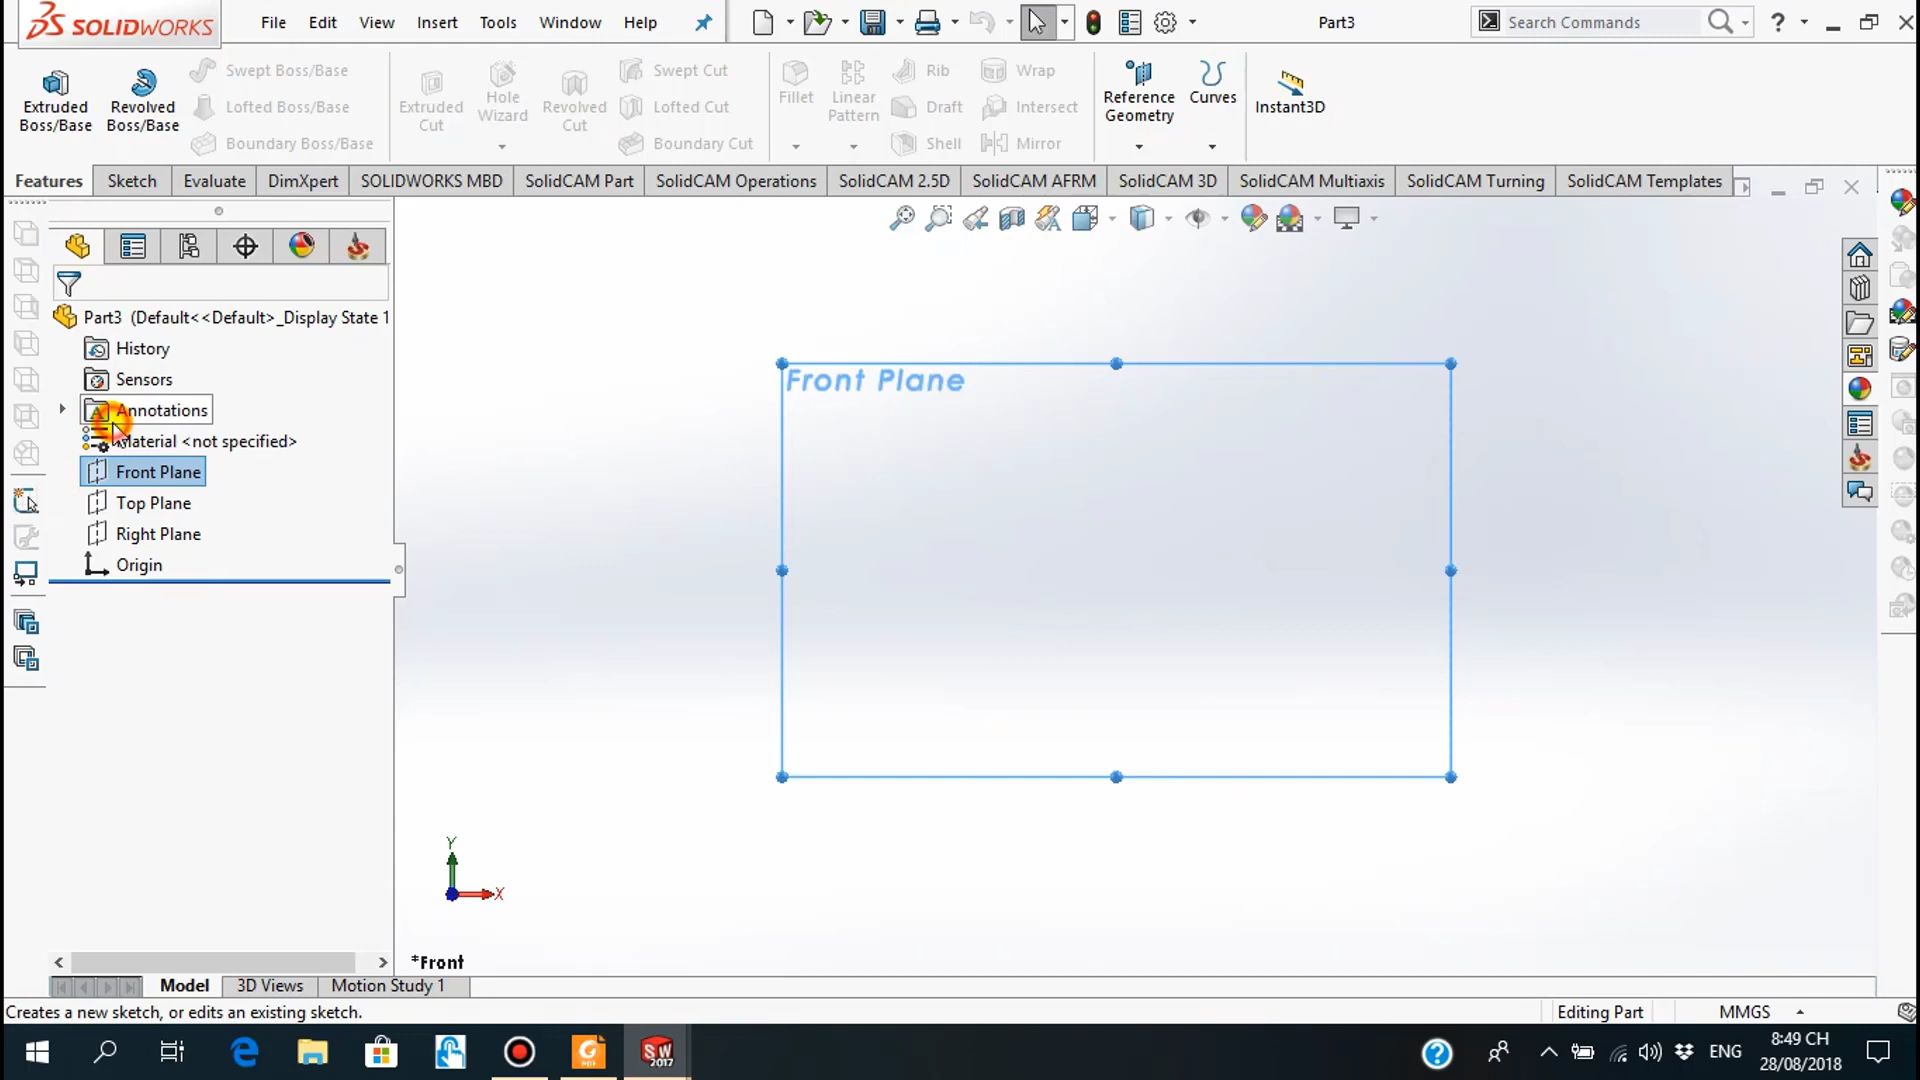 SOLIDWORKS File Edit View Insert Tools Window Help Part3 Search Commands ?
Extruded Boss/Base
Revolved Boss/Base
Swept Boss/Base
Lofted Boss/Base
Boundary Boss/Base
Extruded Cut
Hole Wizard
Revolved Cut
Swept Cut
Lofted Cut
Boundary Cut
Fillet
Linear Pattern
Rib
Draft
Shell
Wrap
Intersect
Mirror
Reference Geometry
Curves
Instant3D
Features Sketch Evaluate DimXpert SOLIDWORKS MBD SolidCAM Part SolidCAM Operations SolidCAM 2.5D SolidCAM AFRM SolidCAM 3D SolidCAM Multiaxis SolidCAM Turning SolidCAM Templates
Part3 (Default<<Default>_Display State 1
History
Sensors
Annotations
Material <not specified>
Front Plane
Top Plane
Right Plane
Origin
Front Plane
Y
X
*Front
Model 3D Views Motion Study 1
Creates a new sketch, or edits an existing sketch. Editing Part MMGS
SW 2017
ENG
8:49 CH
28/08/2018